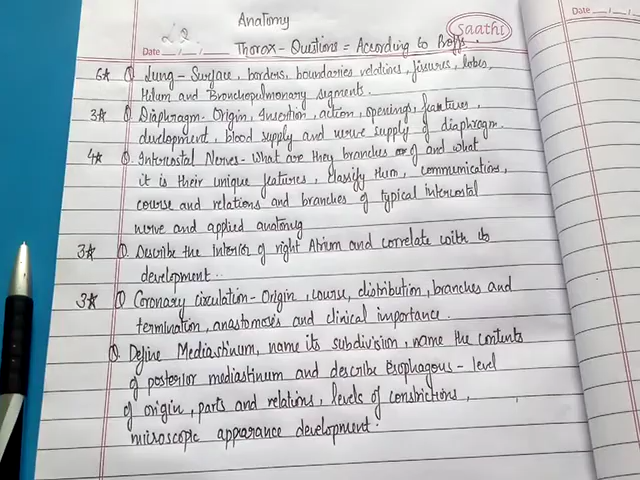 Anatomy
Saathi
Date
Thorax - Questions = According to Proffs.
6☆ Q Lung - Surface, borders, boundaries relations, fissures, lobes,
Hilum and Bronchopulmonary segments.
3☆ Q Diaphragm - Origin, Insertion, action, openings, features,
development, blood supply and nerve supply of diaphragm.
4☆ Q. Intercostal Nerves - What are they branches of and what
it is their unique features, classify them, communications,
course and relations and branches of typical intercostal
nerve and applied anatomy
3☆ Q. Describe the interior of right Atrium and correlate with its
development.
3☆ Q Coronary circulation - Origin, course, distribution, branches and
termination, anastomoses and clinical importance.
Q. Define Mediastinum, name its subdivision, name the contents
of posterior mediastinum and describe Esophagous - level
of origin, parts and relations, levels of constrictions,
microscopic appearance development.
Date